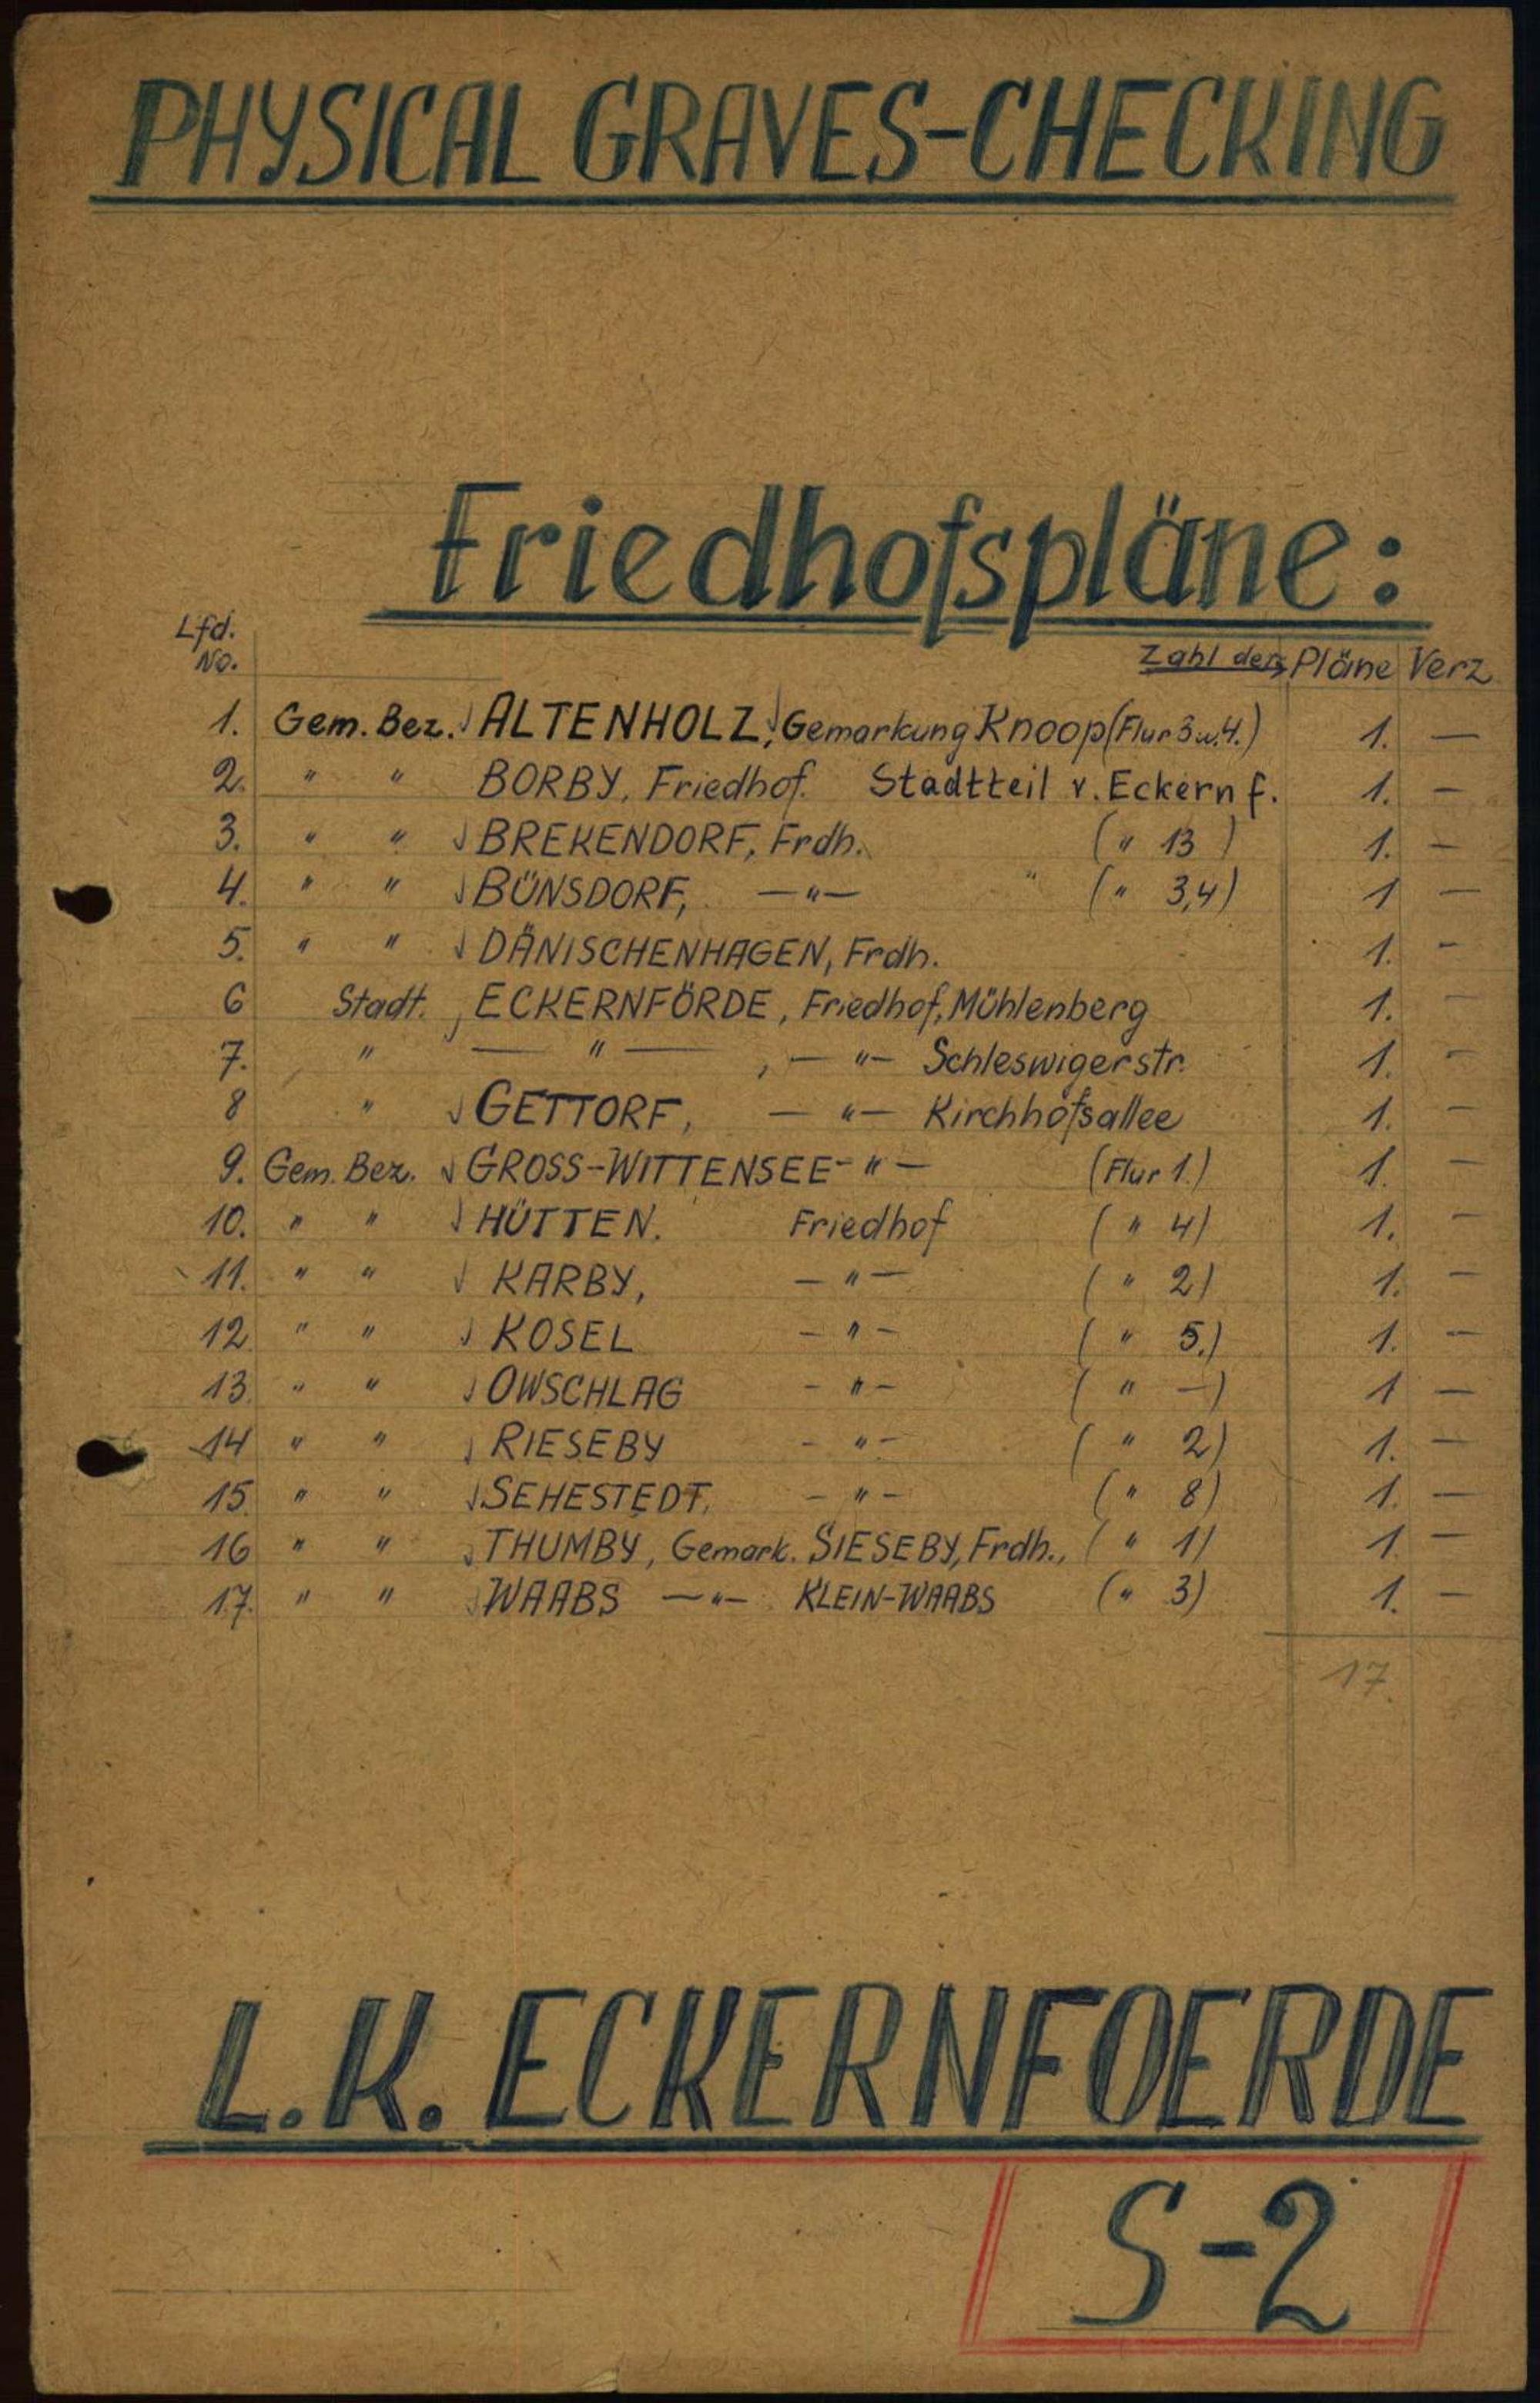 PHYSICAL GRAVES-CHECKING
Friedhofspläne:
Lfd.
No.
Zahl der: Pläne Verz
1. Gem. Bez. √ ALTENHOLZ, √ Gemarkung Knoop (Flur 3 u. 4.) 1. —
2. " " BORBY, Friedhof. Stadtteil v. Eckernf. 1. —
3. " " √ BREKENDORF, Frdh. ( " 13 ) 1. —
4. " " √ BÜNSDORF, — " — " ( " 3,4) 1 —
5. " " √ DÄNISCHENHAGEN, Frdh. 1. —
6 Stadt. , ECKERNFÖRDE, Friedhof, Mühlenberg 1. —
7. " — " — , — " — Schleswigerstr. 1. —
8 " √ GETTORF, — " — Kirchhofsallee 1. —
9. Gem. Bez. √ GROSS-WITTENSEE — " — (Flur 1.) 1. —
10. " " √ HÜTTEN. Friedhof ( " 4) 1. —
11. " " √ KARBY, — " — ( " 2) 1. —
12 " " √ KOSEL — " — ( " 5.) 1. —
13. " " √ OWSCHLAG — " — ( " —) 1 —
14 " " √ RIESEBY — " — ( " 2) 1. —
15. " " √ SEHESTEDT, — " — ( " 8) 1. —
16 " " √ THUMBY, Gemark. SIESEBY, Frdh., ( " 1) 1. —
17. " " √ WAABS — " — KLEIN-WAABS ( " 3) 1. —
17.
L.K. ECKERNFOERDE
S-2